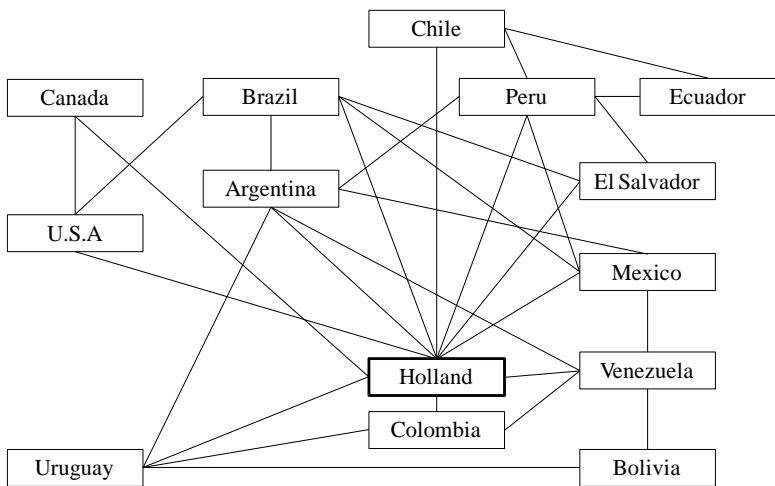 Chile
Canada
Brazil
Peru
Ecuador
Argentina
El Salvador
U.S.A
Mexico
Holland
Venezuela
Colombia
Uruguay
Bolivia